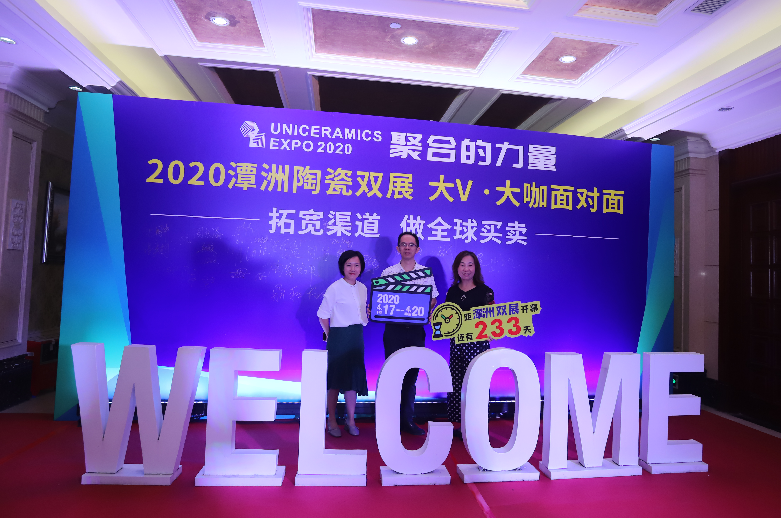 UNICERAMICS
EXPO 2020
聚合的力量
2020潭洲陶瓷双展 大V·大咖面对面
拓宽渠道 做全球买卖
2020
17 20
距潭洲双展开幕
还有233天
WELCOME